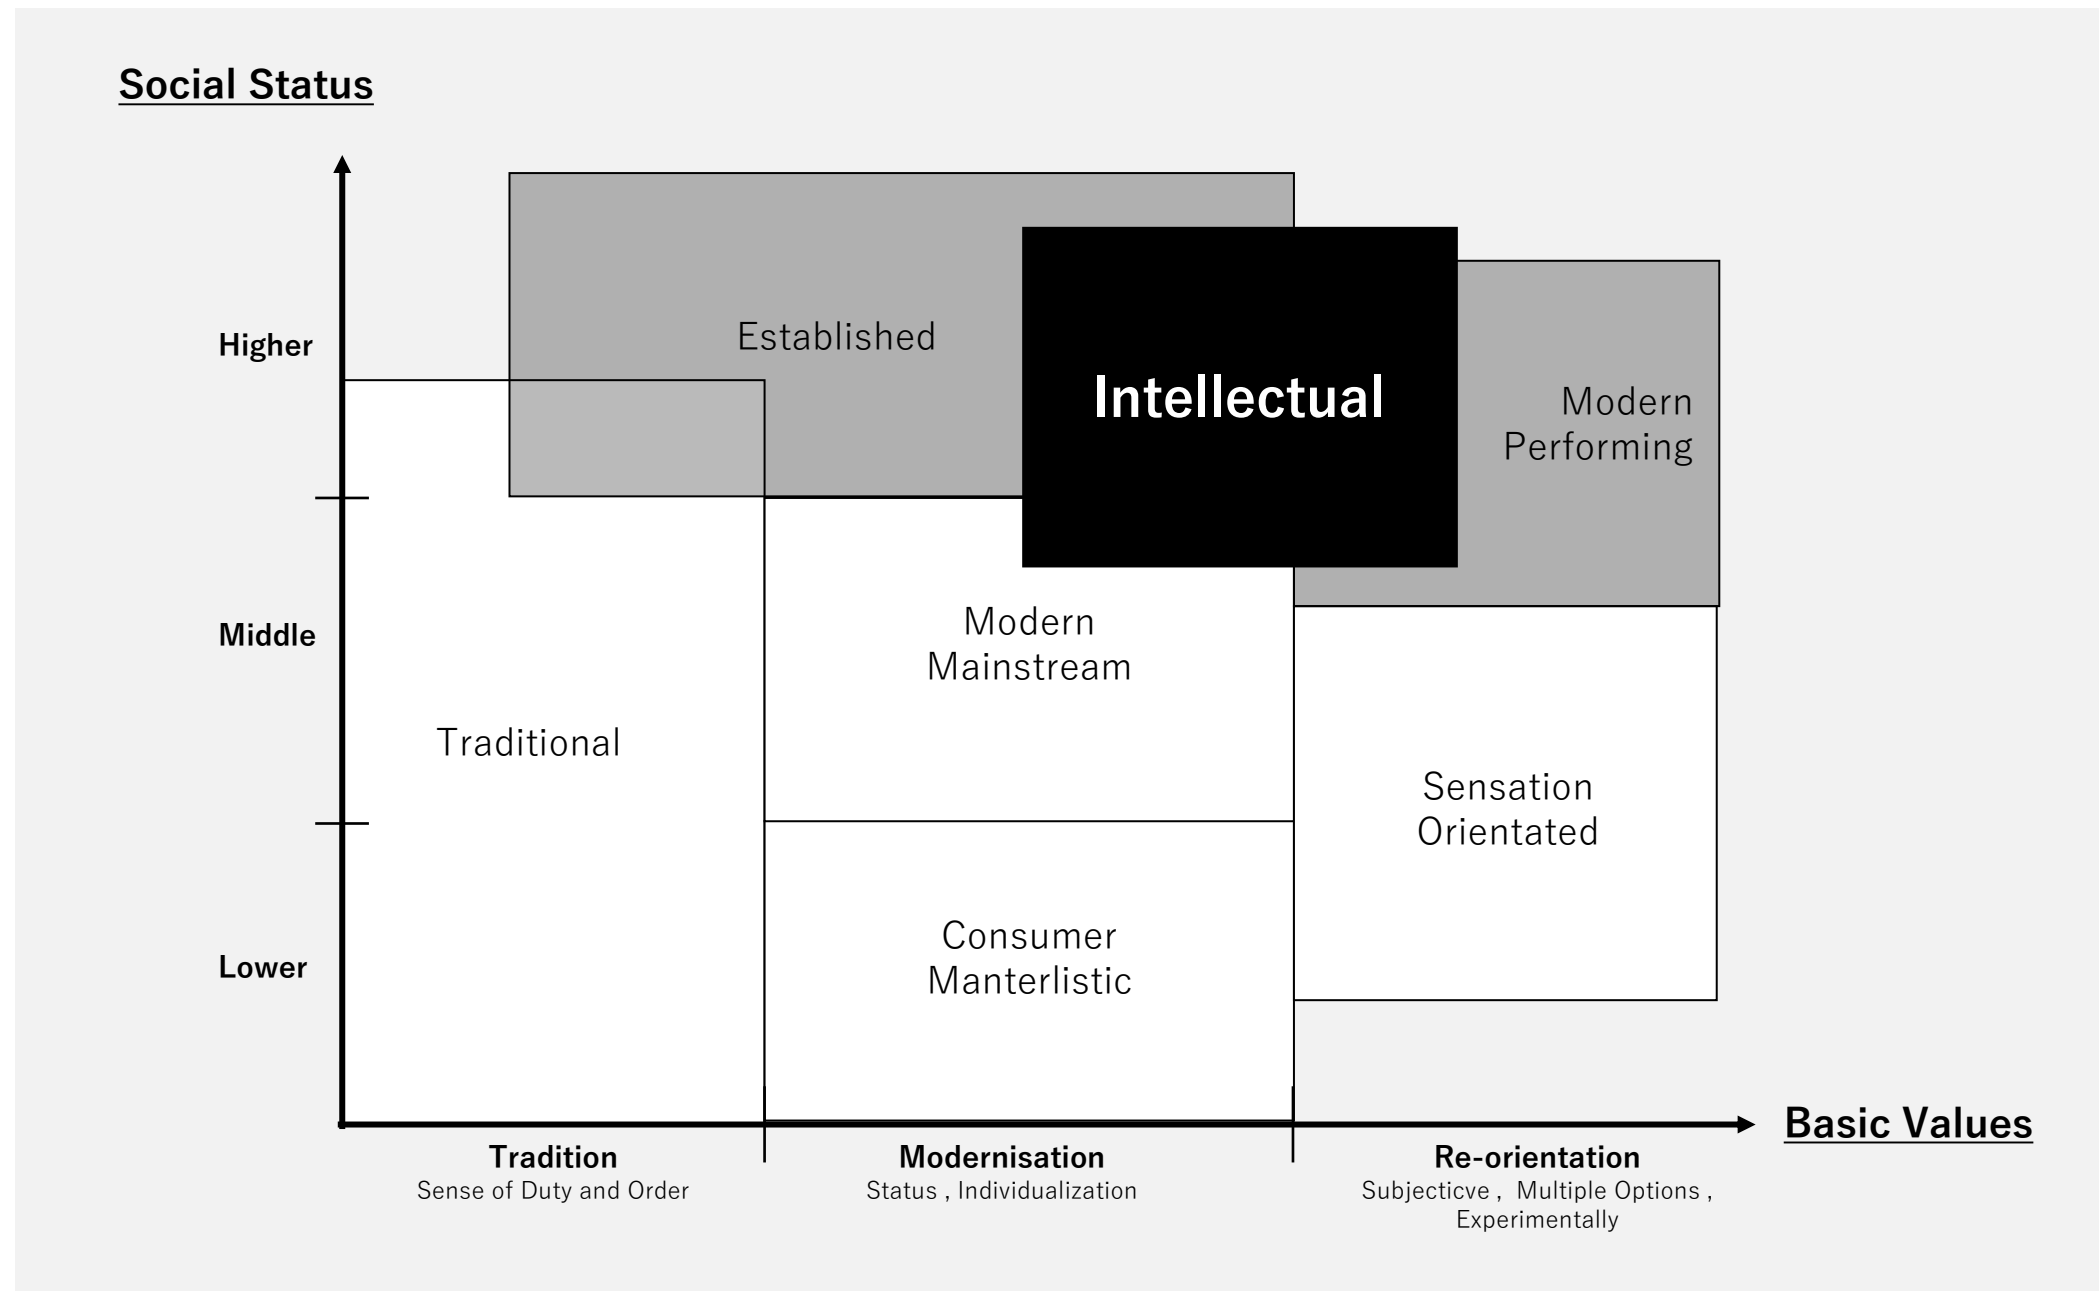 Social Status
Higher
Established
Intellectual
Modern
Performing
Middle
Modern
Mainstream
Traditional
Sensation
Orientated
Lower
Consumer
Manterlistic
Basic Values
Tradition
Sense of Duty and Order
Modernisation
Status , Individualization
Re-orientation
Subjecticve , Multiple Options ,
Experimentally